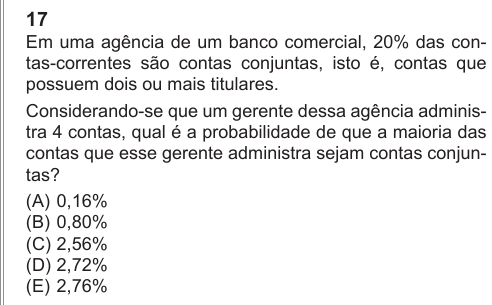 17
Em uma agência de um banco comercial, 20% das con-
tas-correntes são contas conjuntas, isto é, contas que
possuem dois ou mais titulares.
Considerando-se que um gerente dessa agência adminis-
tra 4 contas, qual é a probabilidade de que a maioria das
contas que esse gerente administra sejam contas conjun-
tas?
(A) 0,16%
(B) 0,80%
(C) 2,56%
(D) 2,72%
(E) 2,76%